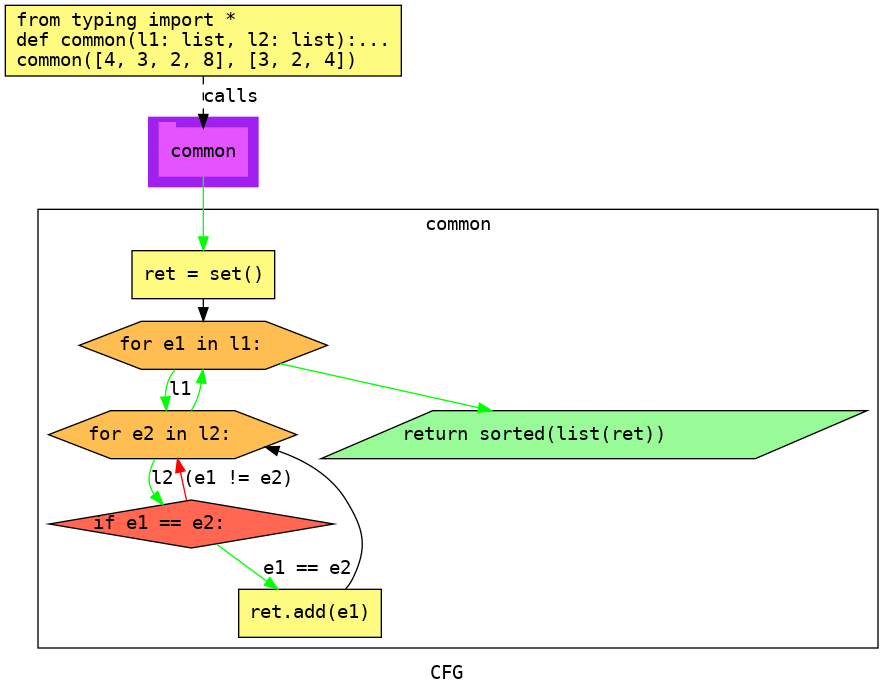 from typing import *
def common(l1: list, l2: list):...
common([4, 3, 2, 8], [3, 2, 4])
calls
common
common
ret = set()
for e1 in l1:
l1
for e2 in l2:
return sorted(list(ret))
l2
(e1 != e2)
if e1 == e2:
e1 == e2
ret.add(e1)
CFG